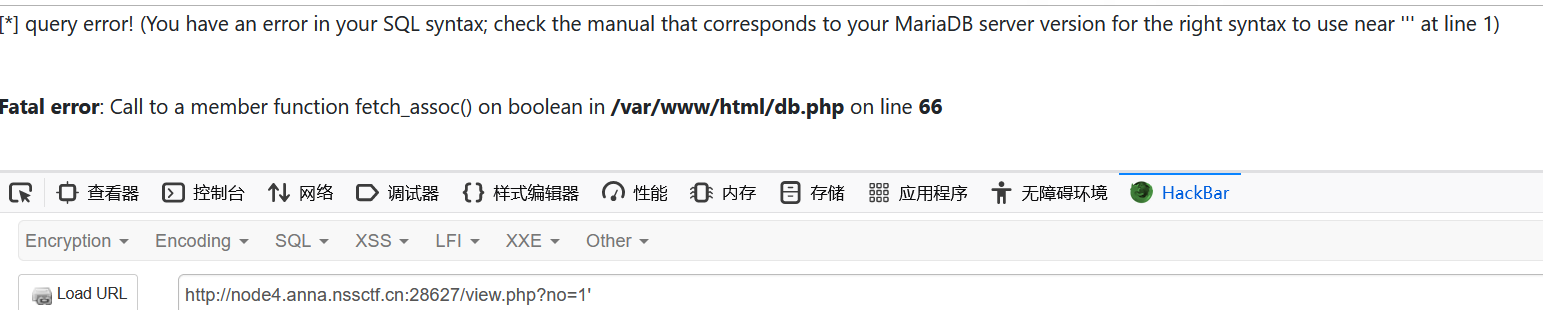 [*] query error! (You have an error in your SQL syntax; check the manual that corresponds to your MariaDB server version for the right syntax to use near ''' at line 1)
Fatal error: Call to a member function fetch_assoc() on boolean in /var/www/html/db.php on line 66
查看器 控制台 网络 调试器 样式编辑器 性能 内存 存储 应用程序 无障碍环境 HackBar
Encryption Encoding SQL XSS LFI XXE Other
Load URL http://node4.anna.nssctf.cn:28627/view.php?no=1'